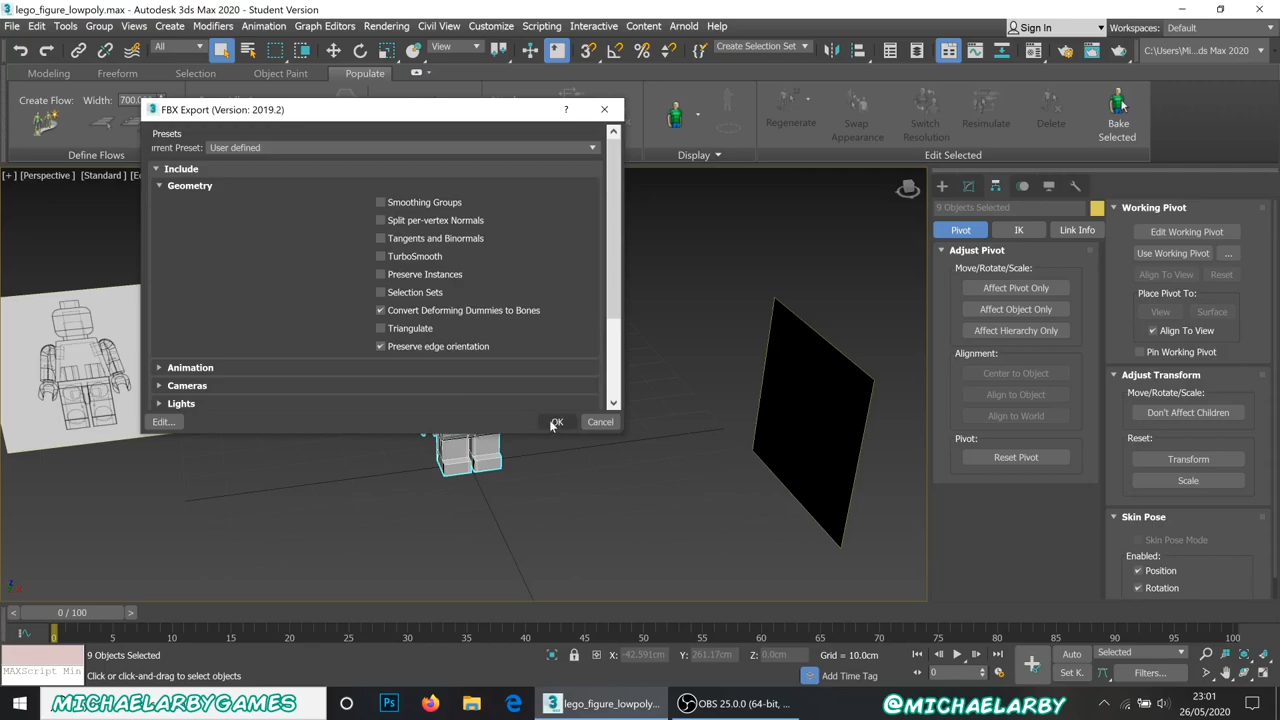 lego_figure_lowpoly.max - Autodesk 3ds Max 2020 - Student Version
File Edit Tools Group Views Create Modifiers Animation Graph Editors Rendering Civil View Customize Scripting Interactive Content Arnold Help
Sign In Workspaces: Default
All View Create Selection Set C:\Users\Mi...ds Max 2020
Modeling Freeform Selection Object Paint Populate
Create Flow: Width: 700.
Regenerate Swap Appearance Switch Resolution Resimulate Delete Bake Selected
Define Flows Display Edit Selected
FBX Export (Version: 2019.2) ?
Presets
urrent Preset: User defined
Include
Geometry
Smoothing Groups
Split per-vertex Normals
Tangents and Binormals
TurboSmooth
Preserve Instances
Selection Sets
Convert Deforming Dummies to Bones
Triangulate
Preserve edge orientation
Animation
Cameras
Lights
Edit... OK Cancel
[+] [Perspective] [Standard]
9 Objects Selected
Pivot IK Link Info
Adjust Pivot
Move/Rotate/Scale:
Affect Pivot Only
Affect Object Only
Affect Hierarchy Only
Alignment:
Center to Object
Align to Object
Align to World
Pivot:
Reset Pivot
Working Pivot
Edit Working Pivot
Use Working Pivot ...
Align To View Reset
Place Pivot To:
View Surface
Align To View
Pin Working Pivot
Adjust Transform
Move/Rotate/Scale:
Don't Affect Children
Reset:
Transform
Scale
Skin Pose
Skin Pose Mode
Enabled:
Position
Rotation
< 0 / 100 >
0 5 10 15 20 25 30 35 40 45 50 55 60 65 70 75 80 85 90 95 100
9 Objects Selected X: -42.591cm Y: 261.17cm Z: 0.0cm Grid = 10.0cm Auto Selected
MAXScript Min Click or click-and-drag to select objects Add Time Tag 0 Set K. Filters...
MICHAELARBYGAMES Ps lego_figure_lowpoly... OBS 25.0.0 (64-bit, ... @MICHAELARBY 23:01
26/05/2020